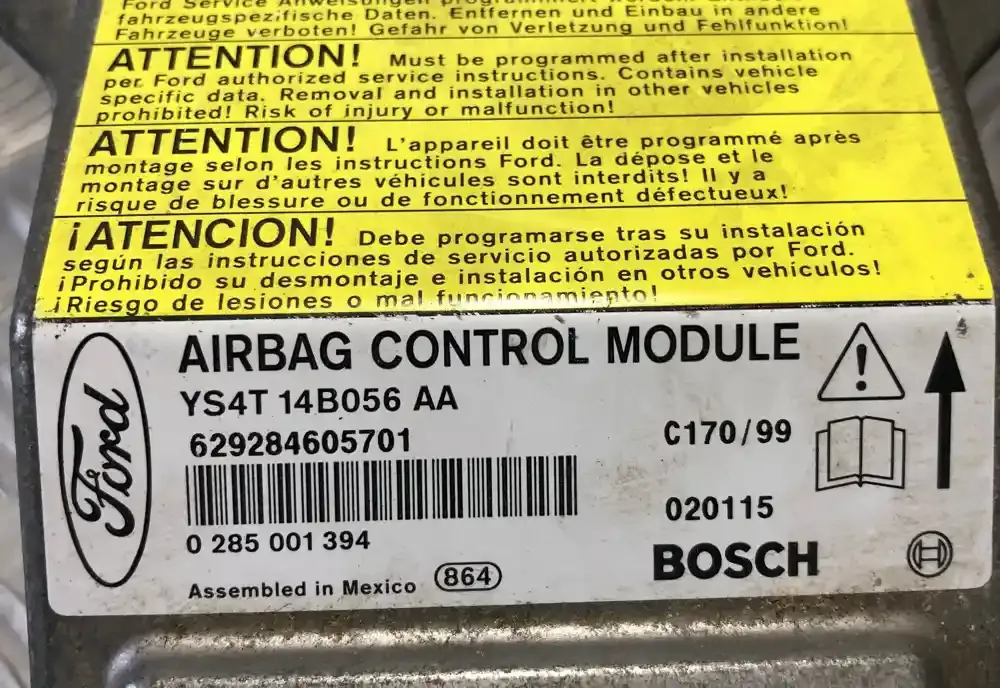 Ford Service Anweisungen programmiert werden.
fahrzeugspezifische Daten. Entfernen und Einbau in andere
Fahrzeuge verboten! Gefahr von Verletzung und Fehlfunktion!
ATTENTION! Must be programmed after installation
per Ford authorized service instructions. Contains vehicle
specific data. Removal and installation in other vehicles
prohibited! Risk of injury or malfunction!
ATTENTION! L'appareil doit être programmé après
montage selon les instructions Ford. La dépose et le
montage sur d'autres véhicules sont interdits! Il y a
risque de blessure ou de fonctionnement défectueux!
¡ATENCION! Debe programarse tras su instalación
según las instrucciones de servicio autorizadas por Ford.
¡Prohibido su desmontaje e instalación en otros vehículos!
¡Riesgo de lesiones o mal funcionamiento!
Ford
AIRBAG CONTROL MODULE
YS4T 14B056 AA
629284605701
C170/99
020115
0 285 001 394
BOSCH
Assembled in Mexico 864